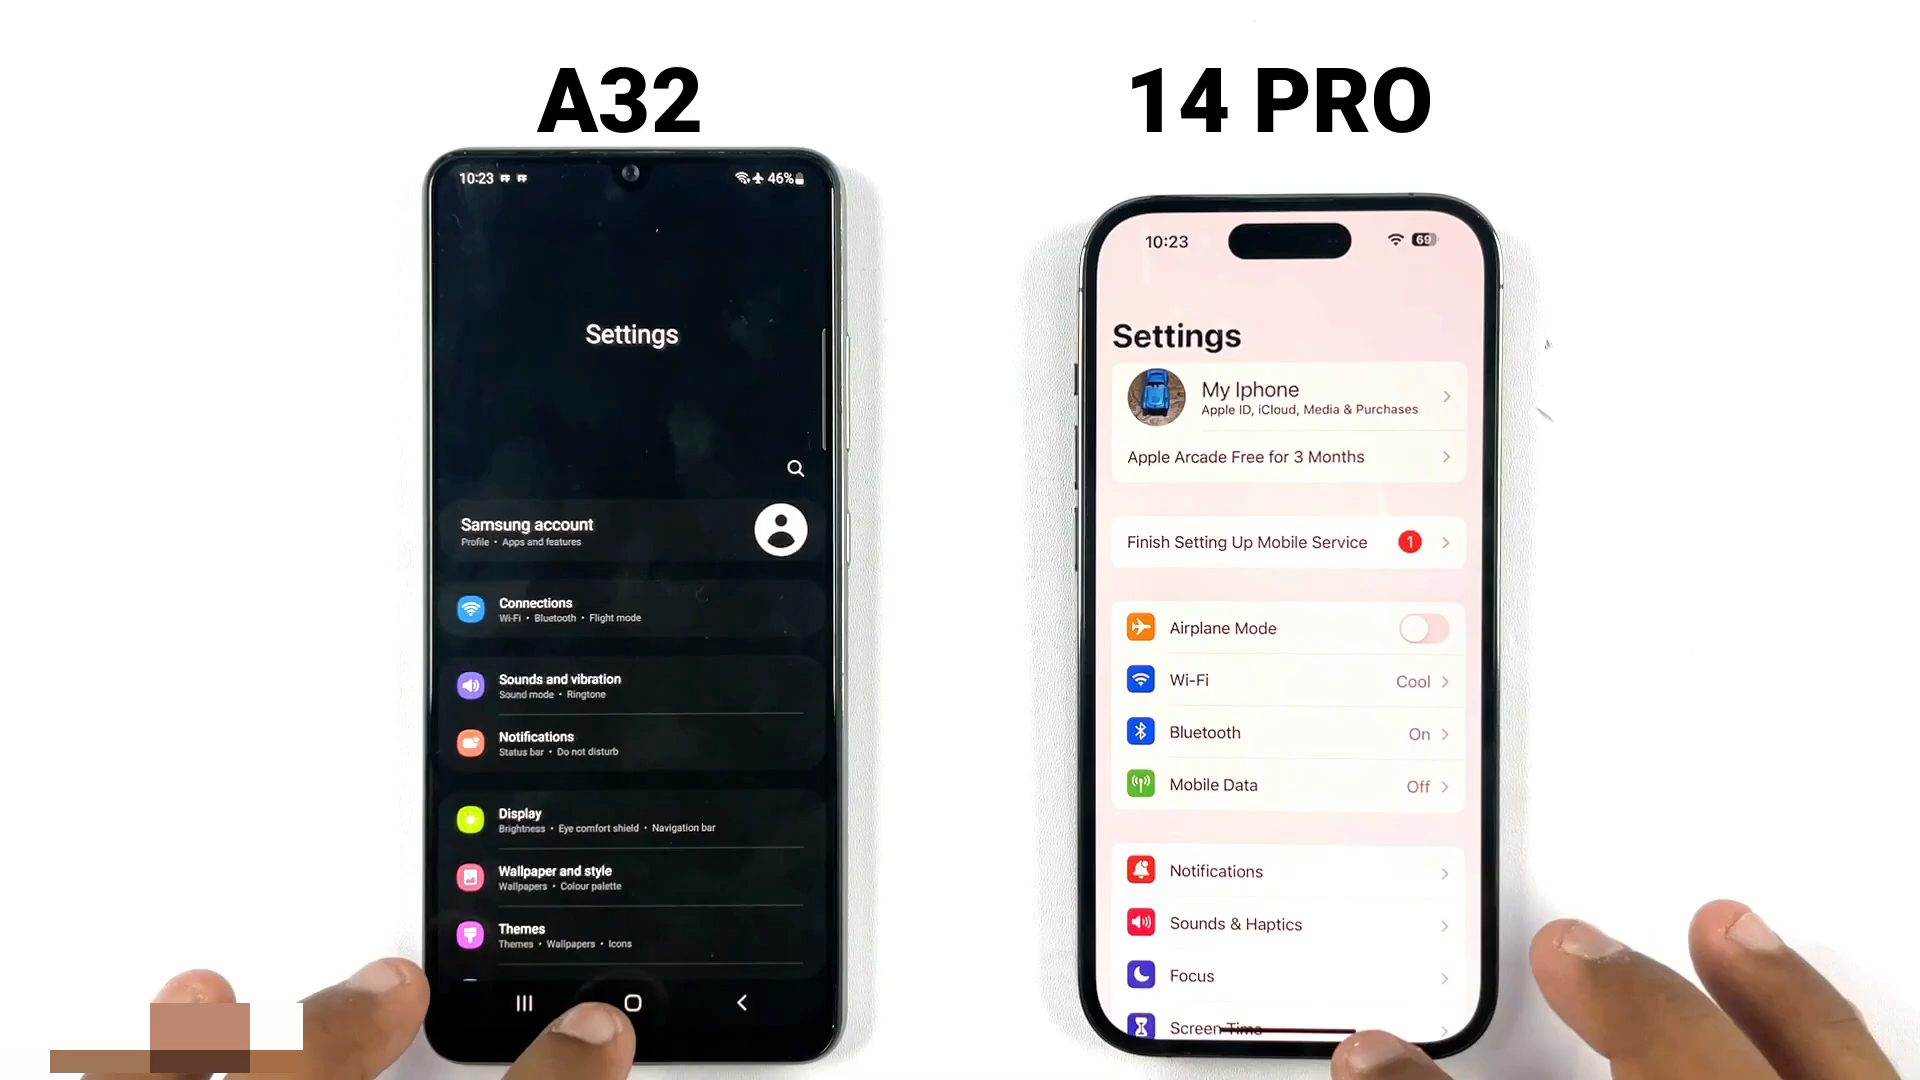 A32
14 PRO
10:23
46%
Settings
Samsung account
Profile • Apps and features
Connections
Wi-Fi • Bluetooth • Flight mode
Sounds and vibration
Sound mode • Ringtone
Notifications
Status bar • Do not disturb
Display
Brightness • Eye comfort shield • Navigation bar
Wallpaper and style
Wallpapers • Colour palette
Themes
Themes • Wallpapers • Icons
10:23
69
Settings
My Iphone
Apple ID, iCloud, Media & Purchases
Apple Arcade Free for 3 Months
Finish Setting Up Mobile Service 1
Airplane Mode
Wi-Fi Cool
Bluetooth On
Mobile Data Off
Notifications
Sounds & Haptics
Focus
Screen Time